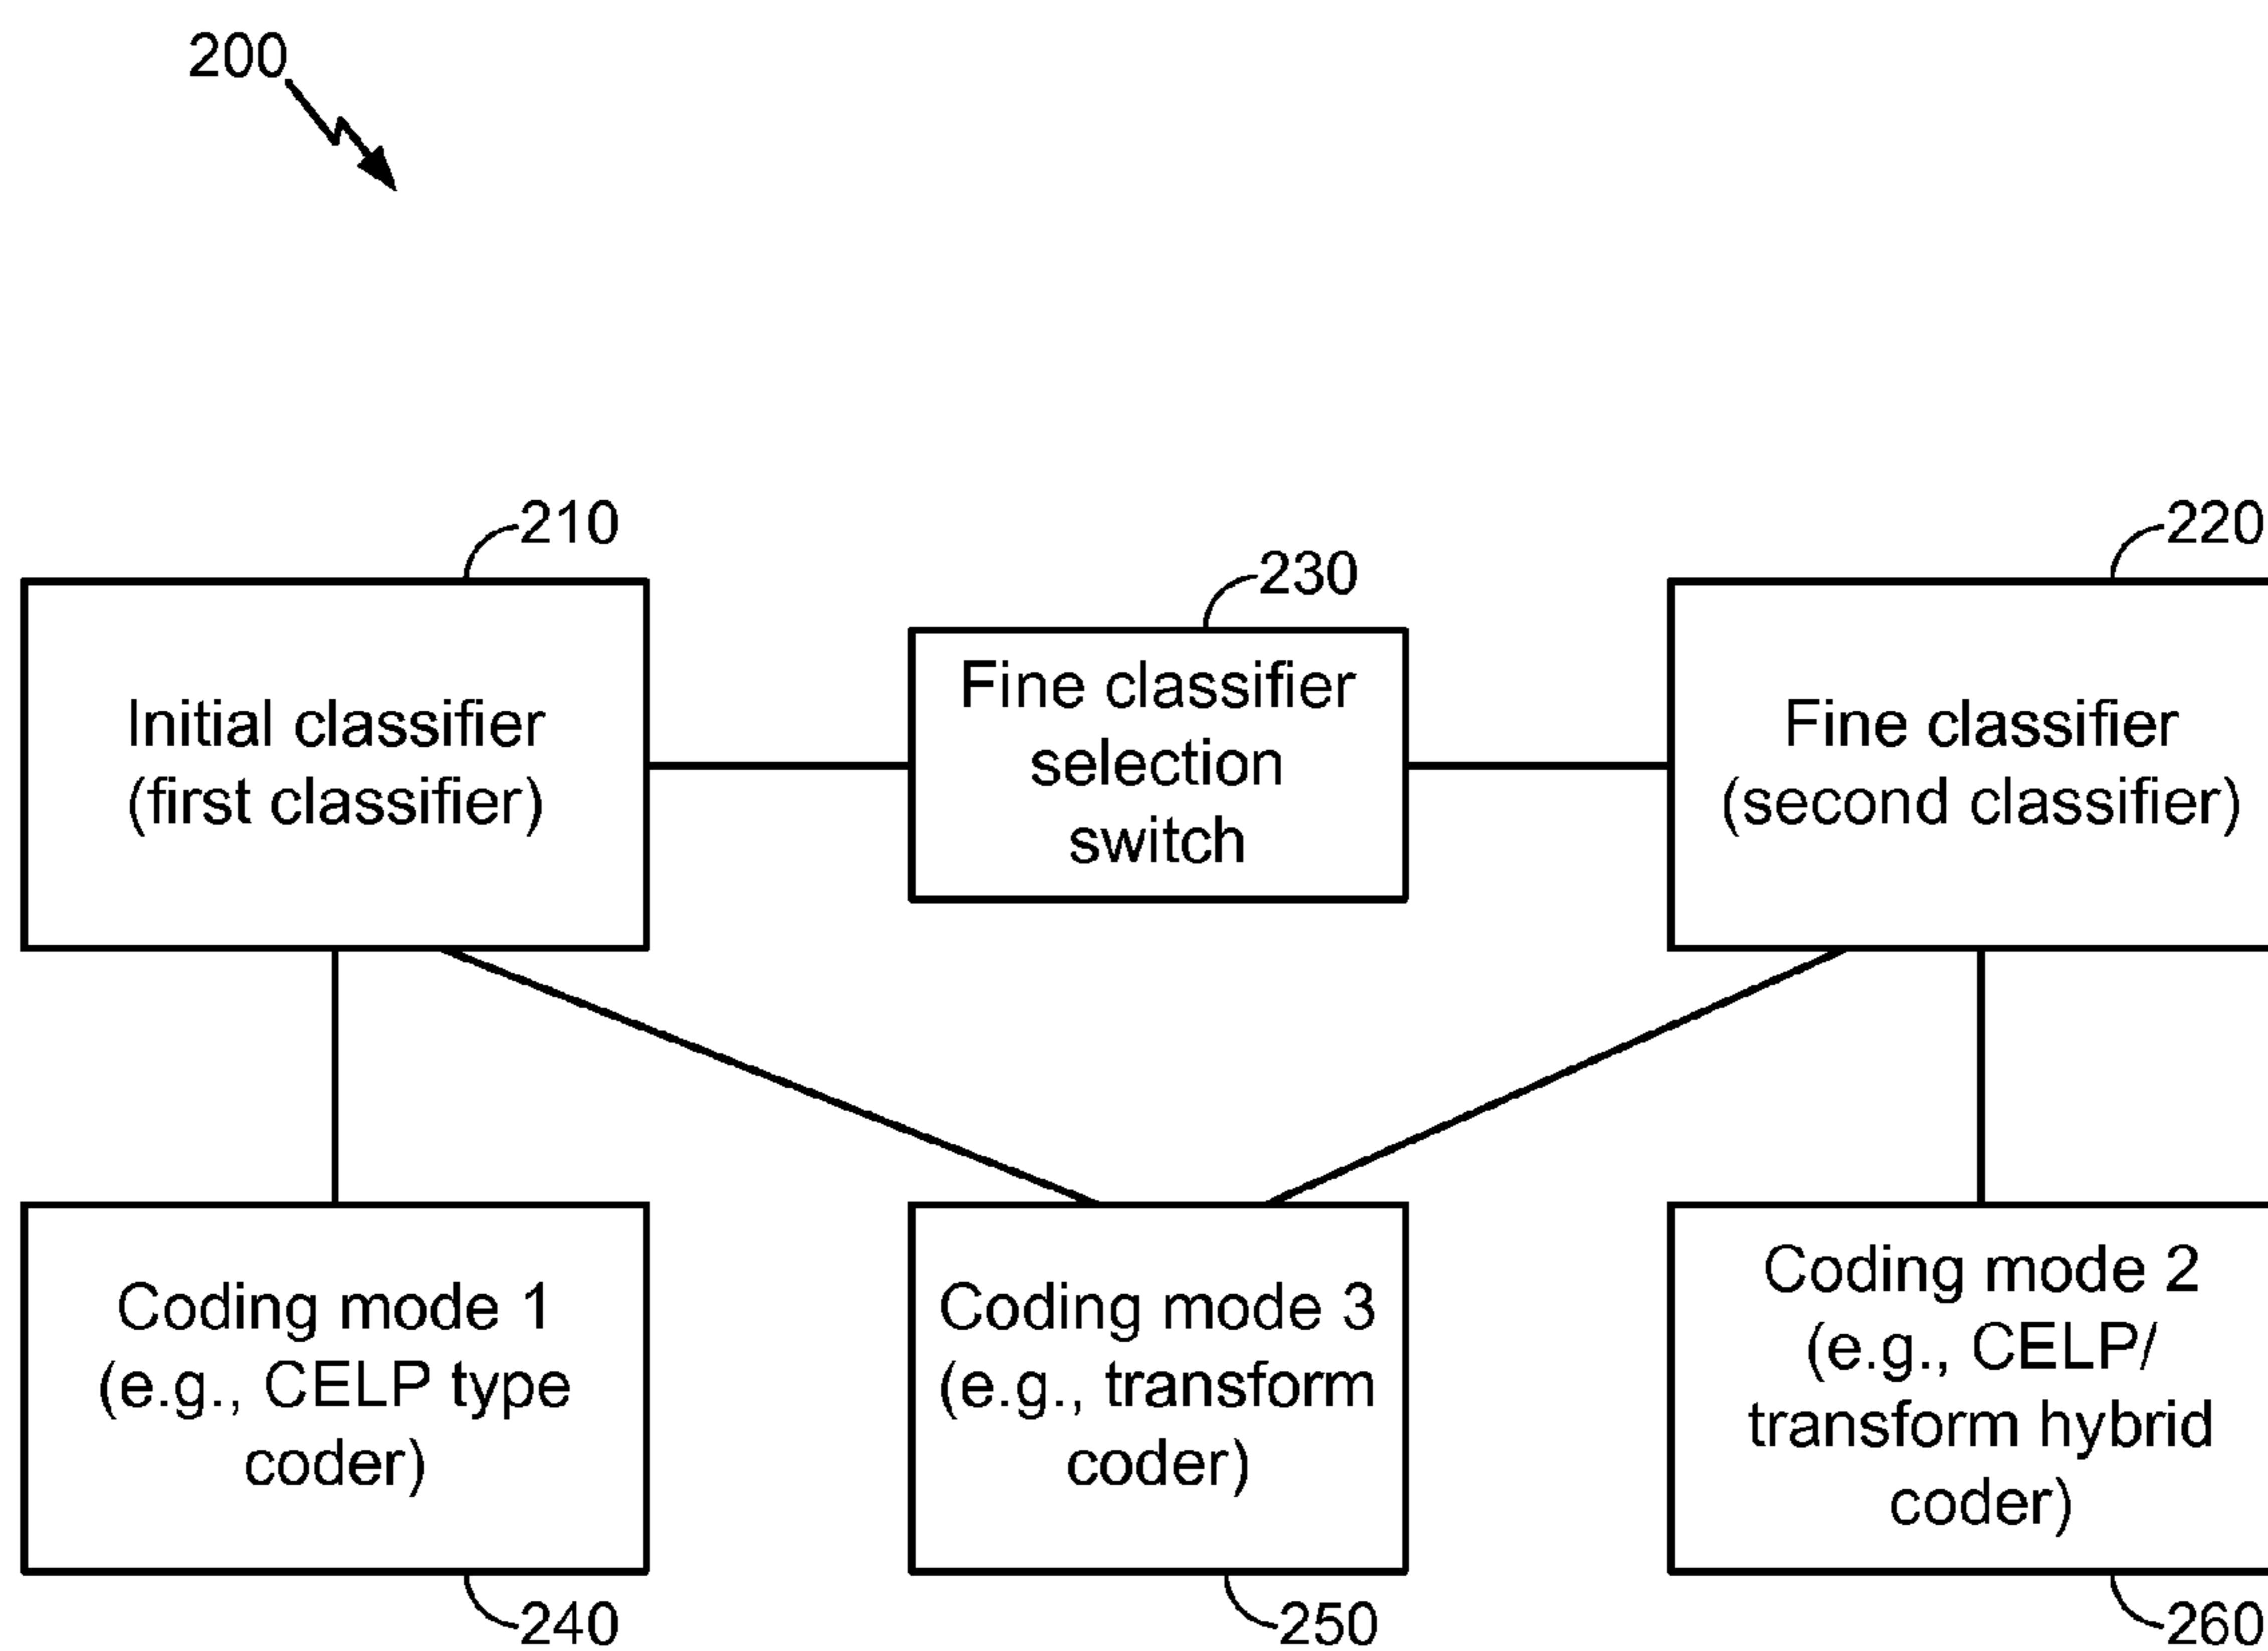 200
210
220
230
Initial classifier
(first classifier)
Fine classifier
selection
switch
Fine classifier
(second classifier)
Coding mode 1
(e.g., CELP type
coder)
Coding mode 3
(e.g., transform
coder)
Coding mode 2
(e.g., CELP/
transform hybrid
coder)
240
250
260